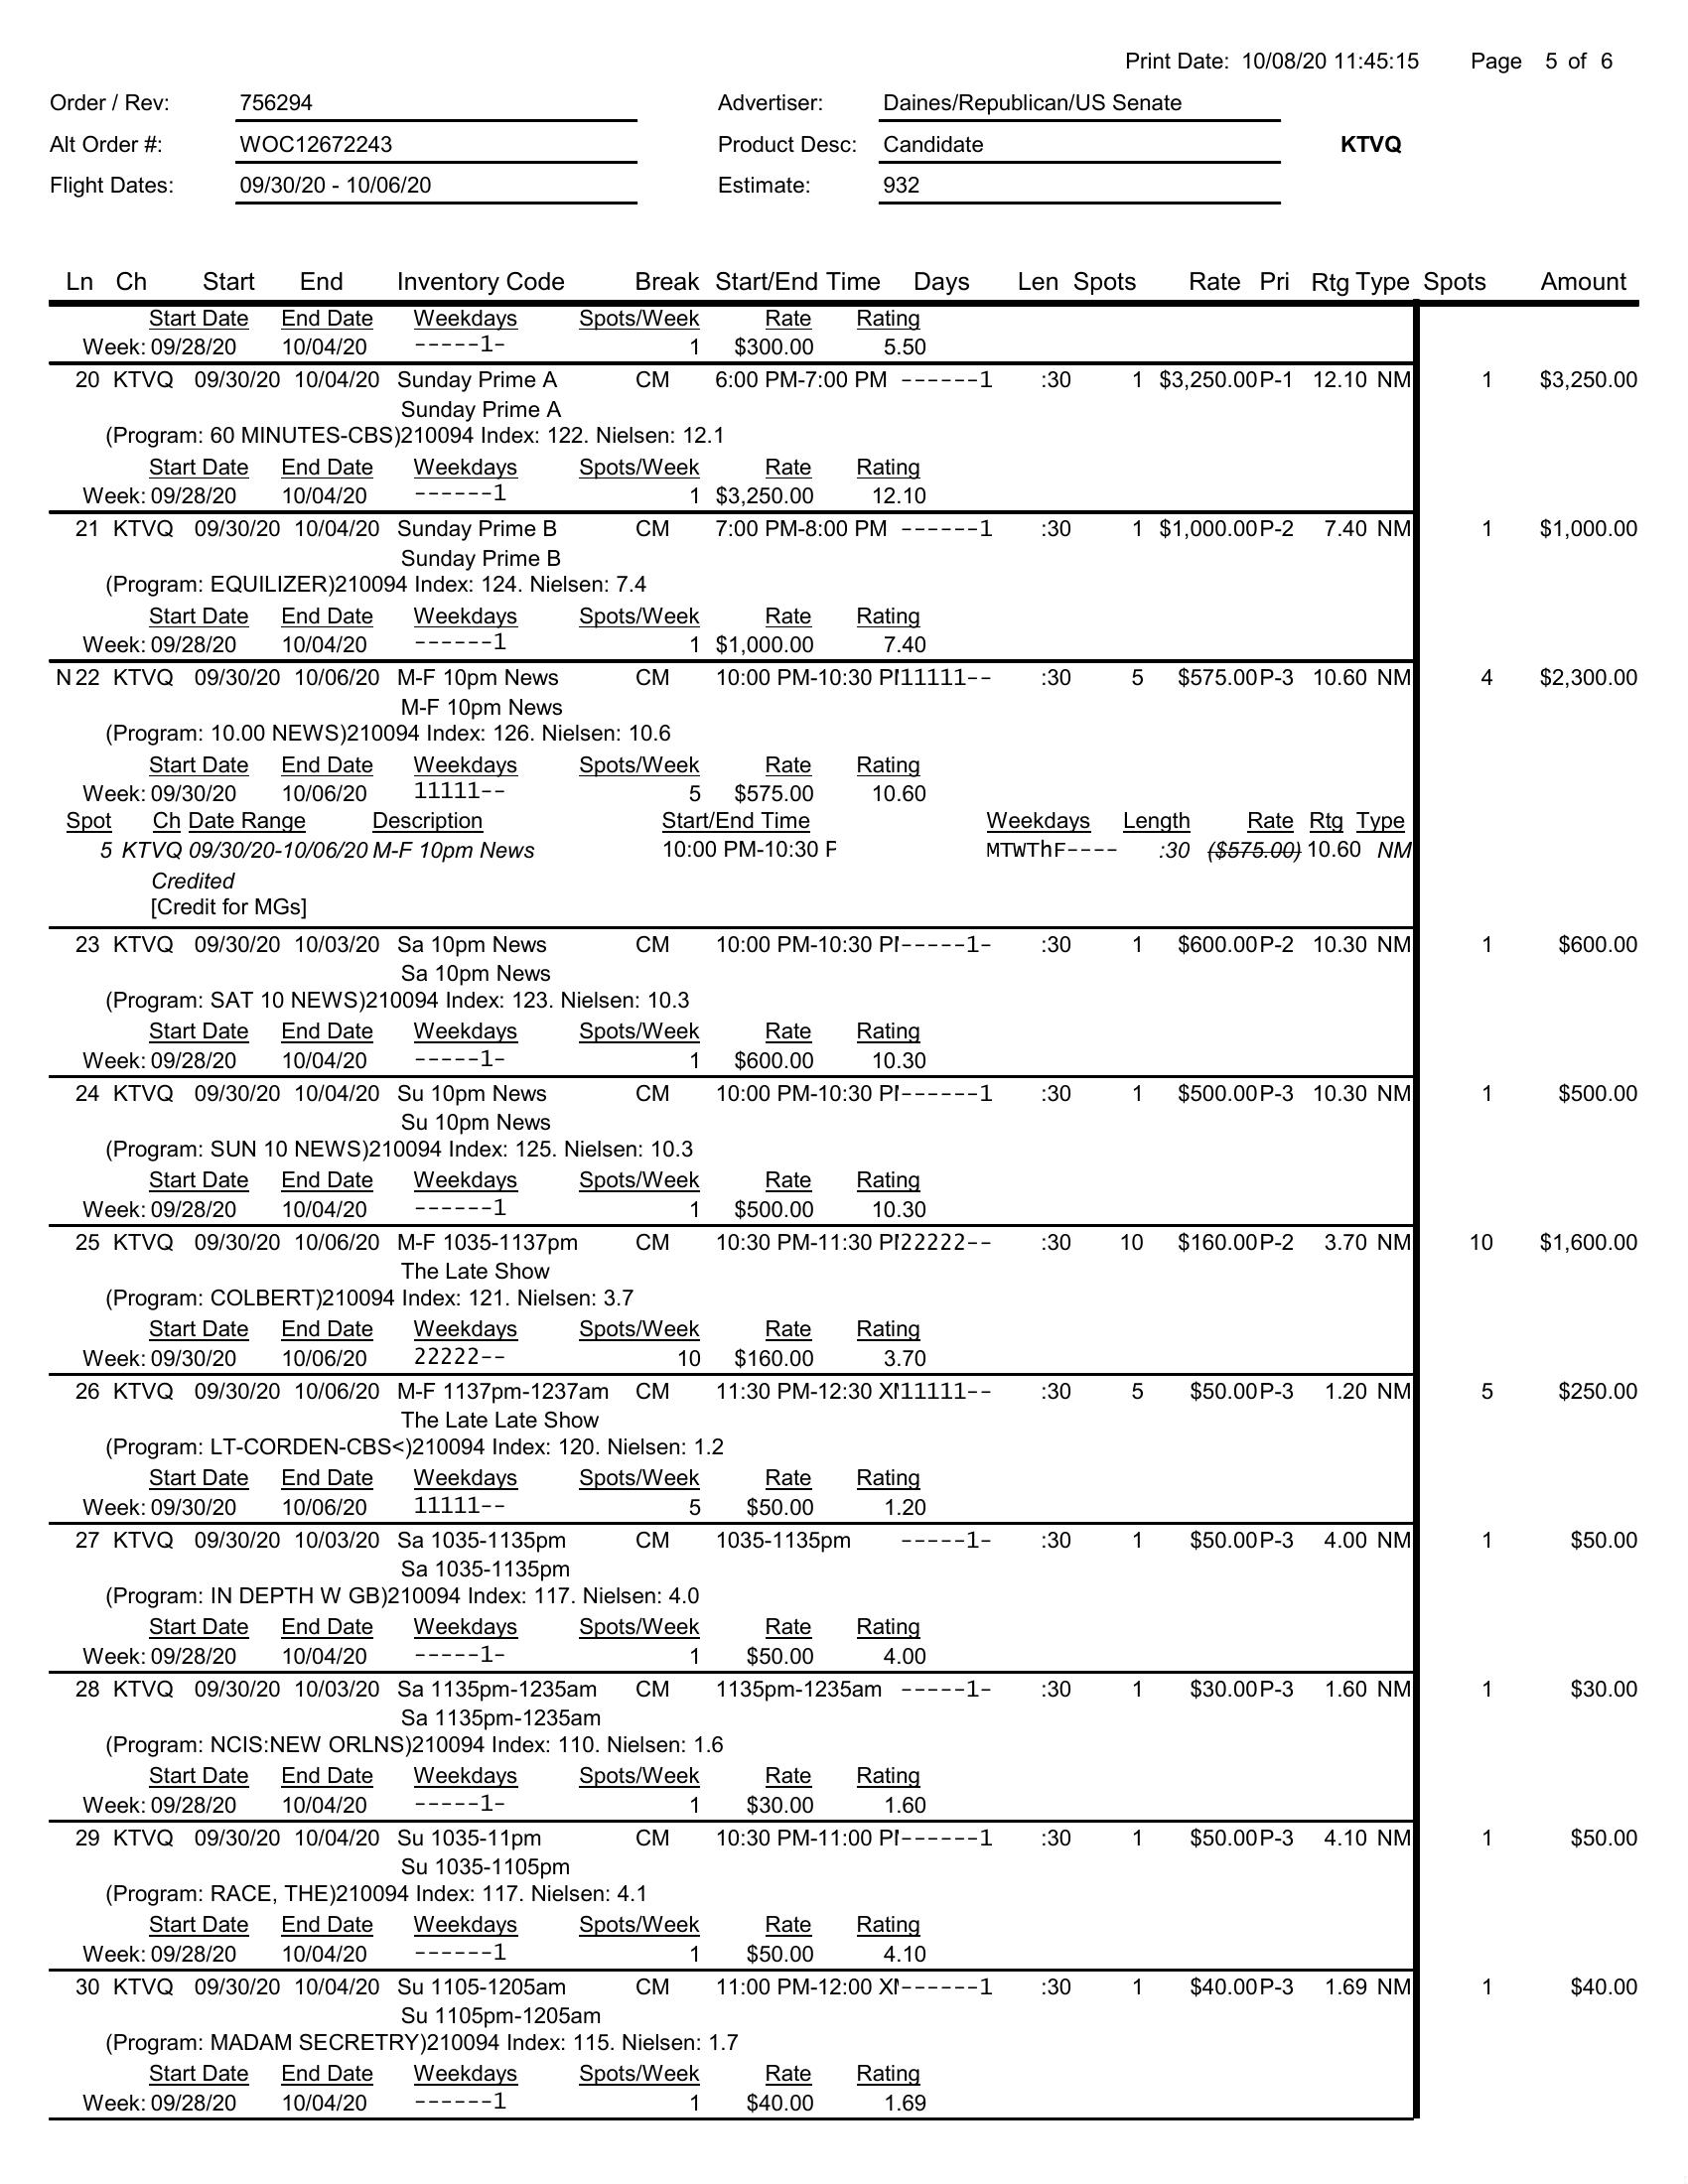 Print Date: 10/08/20 11:45:15 Page 5 of 6
Order / Rev: 756294 Advertiser: Daines/Republican/US Senate
Alt Order #: WOC12672243 Product Desc: Candidate KTVQ
Flight Dates: 09/30/20 - 10/06/20 Estimate: 932
Ln Ch Start End Inventory Code Break Start/End Time Days Len Spots Rate Pri Rtg Type Spots Amount
Start Date End Date Weekdays Spots/Week Rate Rating
Week: 09/28/20 10/04/20 -----1- 1 $300.00 5.50
20 KTVQ 09/30/20 10/04/20 Sunday Prime A CM 6:00 PM-7:00 PM ------1 :30 1 $3,250.00 P-1 12.10 NM 1 $3,250.00
Sunday Prime A
(Program: 60 MINUTES-CBS)210094 Index: 122. Nielsen: 12.1
Start Date End Date Weekdays Spots/Week Rate Rating
Week: 09/28/20 10/04/20 ------1 1 $3,250.00 12.10
21 KTVQ 09/30/20 10/04/20 Sunday Prime B CM 7:00 PM-8:00 PM ------1 :30 1 $1,000.00 P-2 7.40 NM 1 $1,000.00
Sunday Prime B
(Program: EQUILIZER)210094 Index: 124. Nielsen: 7.4
Start Date End Date Weekdays Spots/Week Rate Rating
Week: 09/28/20 10/04/20 ------1 1 $1,000.00 7.40
N 22 KTVQ 09/30/20 10/06/20 M-F 10pm News CM 10:00 PM-10:30 P 11111-- :30 5 $575.00 P-3 10.60 NM 4 $2,300.00
M-F 10pm News
(Program: 10.00 NEWS)210094 Index: 126. Nielsen: 10.6
Start Date End Date Weekdays Spots/Week Rate Rating
Week: 09/30/20 10/06/20 11111-- 5 $575.00 10.60
Spot Ch Date Range Description Start/End Time Weekdays Length Rate Rtg Type
5 KTVQ 09/30/20-10/06/20 M-F 10pm News 10:00 PM-10:30 P MTWThF---- :30 ($575.00) 10.60 NM
Credited
[Credit for MGs]
23 KTVQ 09/30/20 10/03/20 Sa 10pm News CM 10:00 PM-10:30 P -----1- :30 1 $600.00 P-2 10.30 NM 1 $600.00
Sa 10pm News
(Program: SAT 10 NEWS)210094 Index: 123. Nielsen: 10.3
Start Date End Date Weekdays Spots/Week Rate Rating
Week: 09/28/20 10/04/20 -----1- 1 $600.00 10.30
24 KTVQ 09/30/20 10/04/20 Su 10pm News CM 10:00 PM-10:30 P ------1 :30 1 $500.00 P-3 10.30 NM 1 $500.00
Su 10pm News
(Program: SUN 10 NEWS)210094 Index: 125. Nielsen: 10.3
Start Date End Date Weekdays Spots/Week Rate Rating
Week: 09/28/20 10/04/20 ------1 1 $500.00 10.30
25 KTVQ 09/30/20 10/06/20 M-F 1035-1137pm CM 10:30 PM-11:30 P 22222-- :30 10 $160.00 P-2 3.70 NM 10 $1,600.00
The Late Show
(Program: COLBERT)210094 Index: 121. Nielsen: 3.7
Start Date End Date Weekdays Spots/Week Rate Rating
Week: 09/30/20 10/06/20 22222-- 10 $160.00 3.70
26 KTVQ 09/30/20 10/06/20 M-F 1137pm-1237am CM 11:30 PM-12:30 X 11111-- :30 5 $50.00 P-3 1.20 NM 5 $250.00
The Late Late Show
(Program: LT-CORDEN-CBS<)210094 Index: 120. Nielsen: 1.2
Start Date End Date Weekdays Spots/Week Rate Rating
Week: 09/30/20 10/06/20 11111-- 5 $50.00 1.20
27 KTVQ 09/30/20 10/03/20 Sa 1035-1135pm CM 1035-1135pm -----1- :30 1 $50.00 P-3 4.00 NM 1 $50.00
Sa 1035-1135pm
(Program: IN DEPTH W GB)210094 Index: 117. Nielsen: 4.0
Start Date End Date Weekdays Spots/Week Rate Rating
Week: 09/28/20 10/04/20 -----1- 1 $50.00 4.00
28 KTVQ 09/30/20 10/03/20 Sa 1135pm-1235am CM 1135pm-1235am -----1- :30 1 $30.00 P-3 1.60 NM 1 $30.00
Sa 1135pm-1235am
(Program: NCIS:NEW ORLNS)210094 Index: 110. Nielsen: 1.6
Start Date End Date Weekdays Spots/Week Rate Rating
Week: 09/28/20 10/04/20 -----1- 1 $30.00 1.60
29 KTVQ 09/30/20 10/04/20 Su 1035-11pm CM 10:30 PM-11:00 P ------1 :30 1 $50.00 P-3 4.10 NM 1 $50.00
Su 1035-1105pm
(Program: RACE, THE)210094 Index: 117. Nielsen: 4.1
Start Date End Date Weekdays Spots/Week Rate Rating
Week: 09/28/20 10/04/20 ------1 1 $50.00 4.10
30 KTVQ 09/30/20 10/04/20 Su 1105-1205am CM 11:00 PM-12:00 X ------1 :30 1 $40.00 P-3 1.69 NM 1 $40.00
Su 1105pm-1205am
(Program: MADAM SECRETRY)210094 Index: 115. Nielsen: 1.7
Start Date End Date Weekdays Spots/Week Rate Rating
Week: 09/28/20 10/04/20 ------1 1 $40.00 1.69